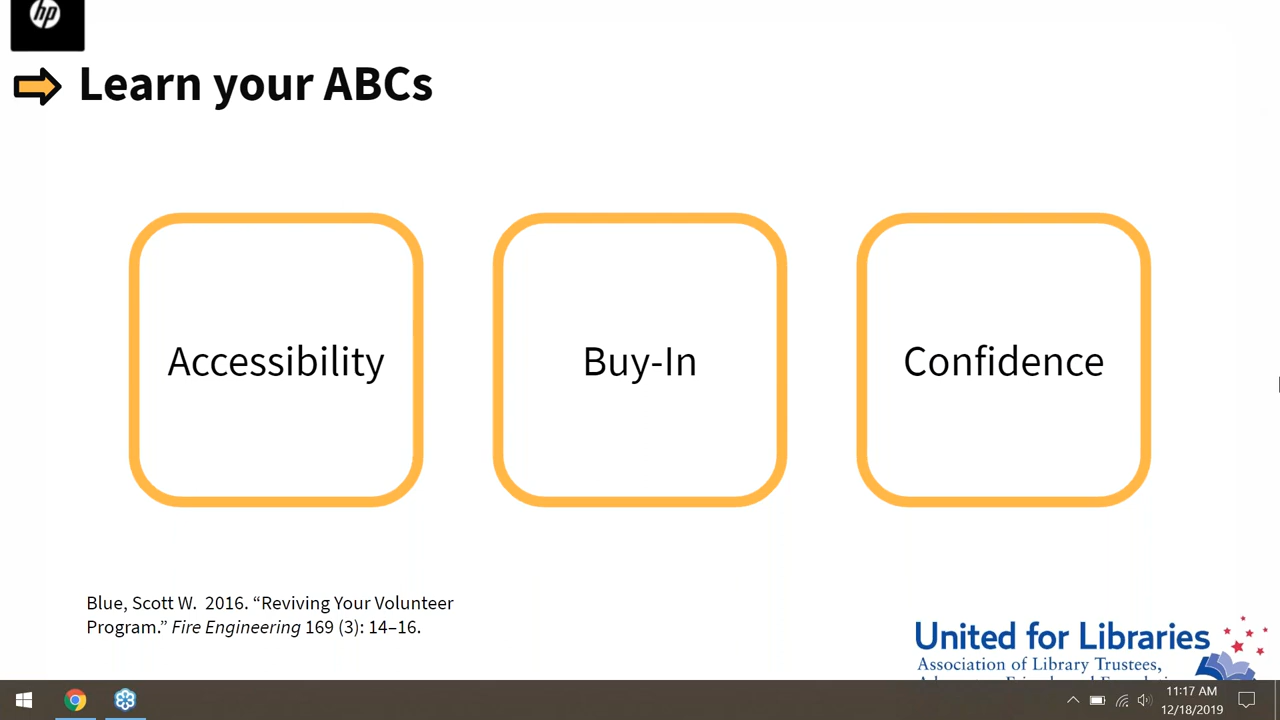 hp
Learn your ABCs
Accessibility
Buy-In
Confidence
Blue, Scott W. 2016. “Reviving Your Volunteer
Program.” Fire Engineering 169 (3): 14–16.
United for Libraries
Association of Library Trustees,
11:17 AM
12/18/2019